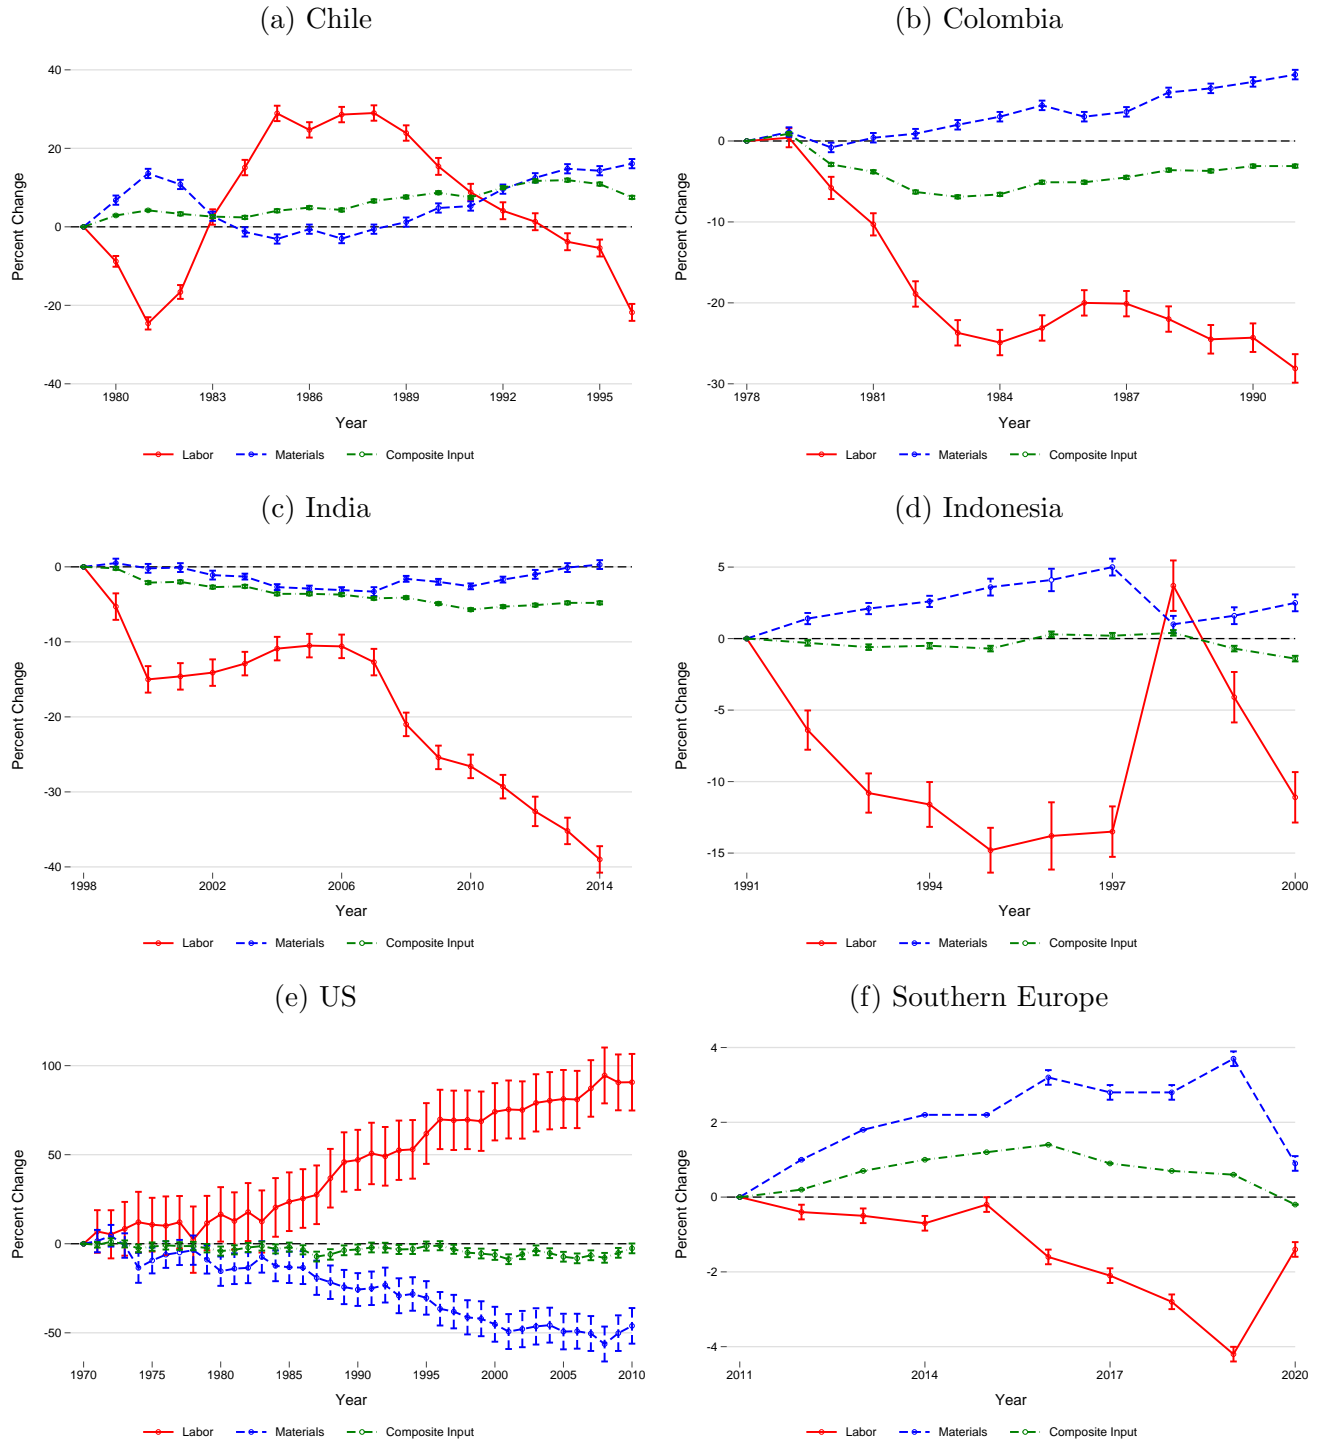 (a) Chile
40
20
0
-20
-40
Percent Change
1980 1983 1986 1989 1992 1995
Year
Labor Materials Composite Input
(b) Colombia
0
-10
-20
-30
Percent Change
1978 1981 1984 1987 1990
Year
Labor Materials Composite Input
(c) India
0
-10
-20
-30
-40
Percent Change
1998 2002 2006 2010 2014
Year
Labor Materials Composite Input
(d) Indonesia
5
0
-5
-10
-15
Percent Change
1991 1994 1997 2000
Year
Labor Materials Composite Input
(e) US
100
50
0
-50
Percent Change
1970 1975 1980 1985 1990 1995 2000 2005 2010
Year
Labor Materials Composite Input
(f) Southern Europe
4
2
0
-2
-4
Percent Change
2011 2014 2017 2020
Year
Labor Materials Composite Input